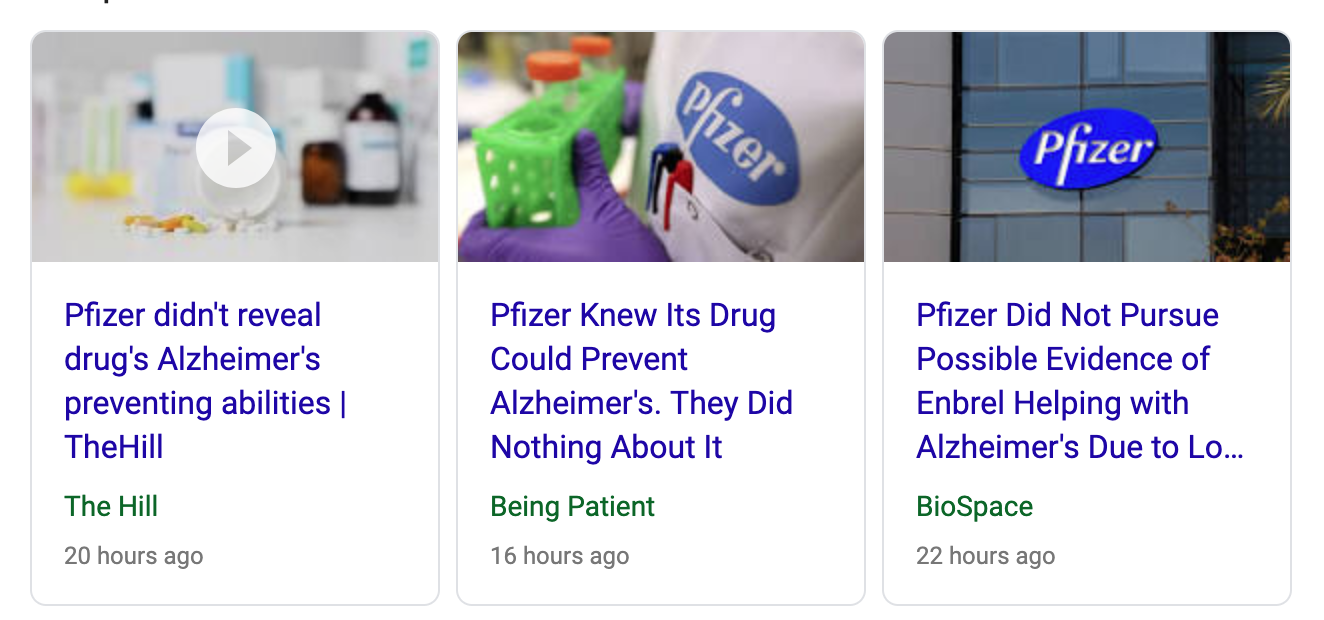 Pfizer
Pfizer
Pfizer didn't reveal
drug's Alzheimer's
preventing abilities |
TheHill
The Hill
20 hours ago
Pfizer Knew Its Drug
Could Prevent
Alzheimer's. They Did
Nothing About It
Being Patient
16 hours ago
Pfizer Did Not Pursue
Possible Evidence of
Enbrel Helping with
Alzheimer's Due to Lo...
BioSpace
22 hours ago